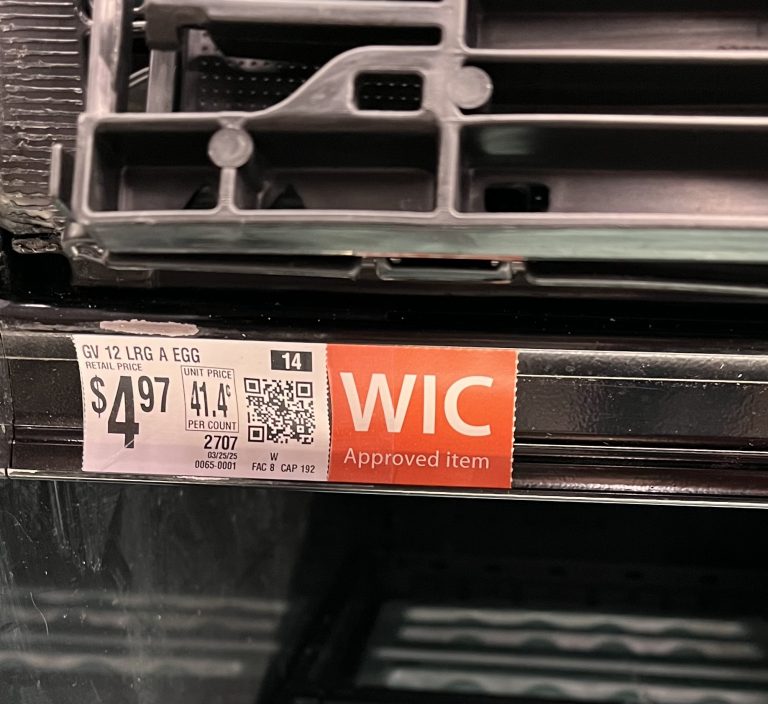 GV 12 LRG A EGG
14
RETAIL PRICE
$4 97
UNIT PRICE
41.4¢
PER COUNT
2707
03/25/25
0065-0001
W
FAC 8 CAP 192
WIC
Approved item